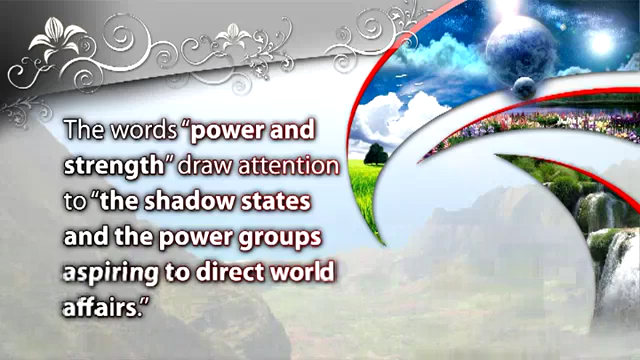 The words “power and
strength” draw attention
to “the shadow states
and the power groups
aspiring to direct world
affairs.”